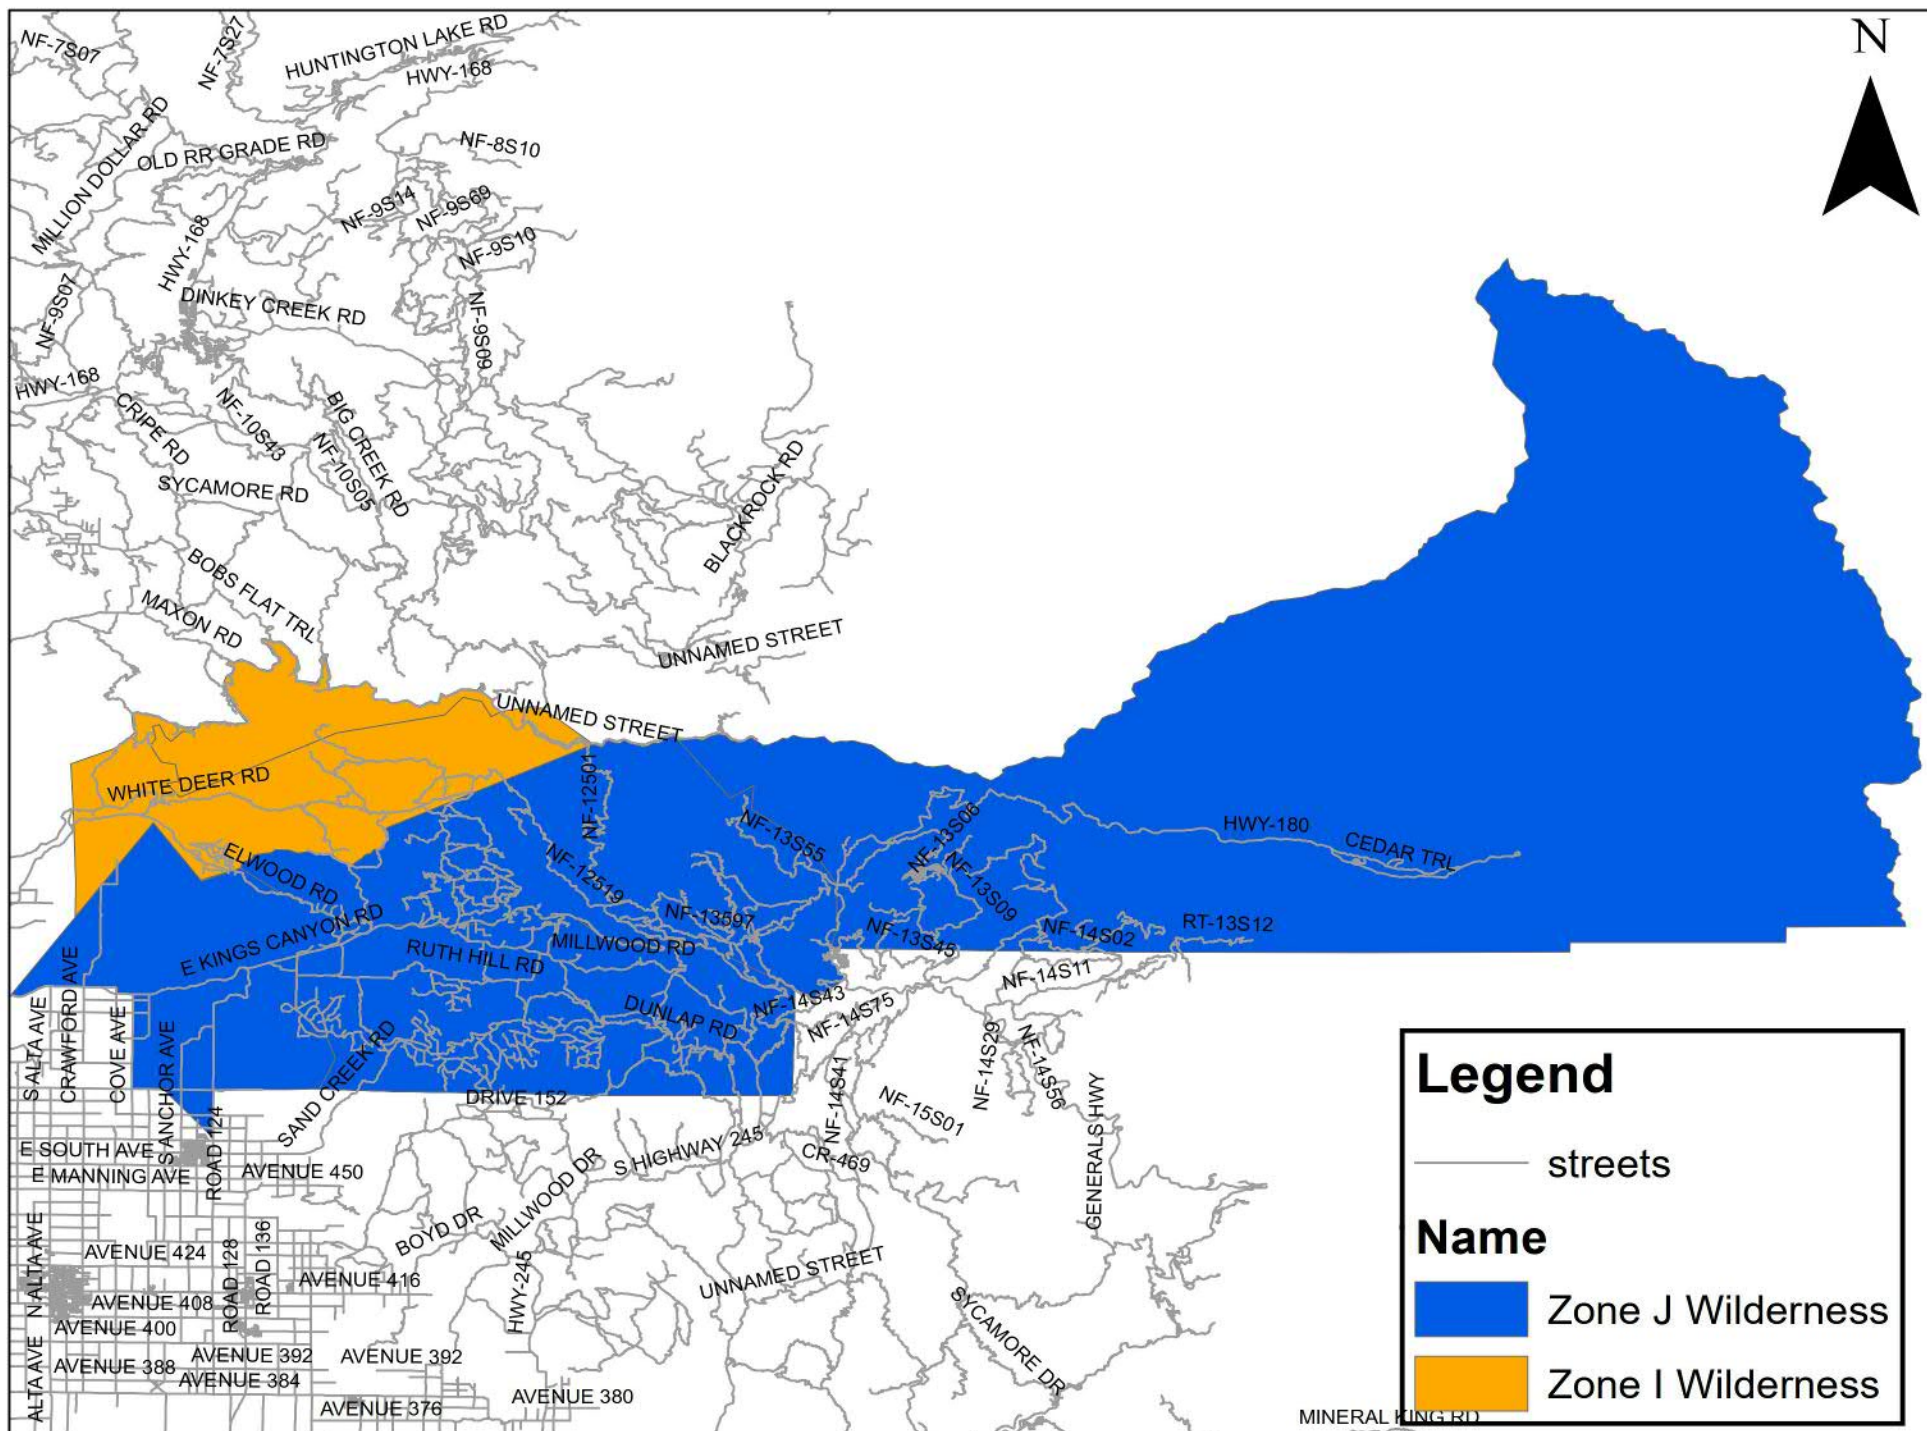 NF-7S07
NF-7S27
HUNTINGTON LAKE RD
HWY-168
N
MILLION DOLLAR RD
OLD RR GRADE RD
NF-8S10
NF-9S14
NF-9S69
HWY-168
NF-9S10
NF-9S07
DINKEY CREEK RD
NF-9S09
HWY-168
CRIPE RD
NF-10S43
BIG CREEK RD
NF-10S05
SYCAMORE RD
BLACKROCK RD
BOBS FLAT TRL
MAXON RD
UNNAMED STREET
UNNAMED STREET
WHITE DEER RD
NF-12501
NF-13S55
NF-13S06
HWY-180
CEDAR TRL
ELWOOD RD
NF-12519
NF-13S09
E KINGS CANYON RD
NF-13597
RT-13S12
RUTH HILL RD
MILLWOOD RD
NF-13S45
NF-14S02
NF-14S11
S ALTA AVE
CRAWFORD AVE
COVE AVE
S ANCHOR AVE
SAND CREEK RD
DUNLAP RD
NF-14S43
NF-14S75
NF-14S29
NF-14S56
NF-14S41
GENERALS HWY
DRIVE 152
NF-15S01
ROAD 124
E SOUTH AVE
E MANNING AVE
AVENUE 450
S HIGHWAY 245
CR-469
MILLWOOD DR
BOYD DR
N ALTA AVE
AVENUE 424
ROAD 128
ROAD 136
AVENUE 416
HWY-245
UNNAMED STREET
AVENUE 408
AVENUE 400
SYCAMORE DR
ALTA AVE
AVENUE 388
AVENUE 392
AVENUE 392
AVENUE 384
AVENUE 380
AVENUE 376
MINERAL KING RD
Legend
streets
Name
Zone J Wilderness
Zone I Wilderness